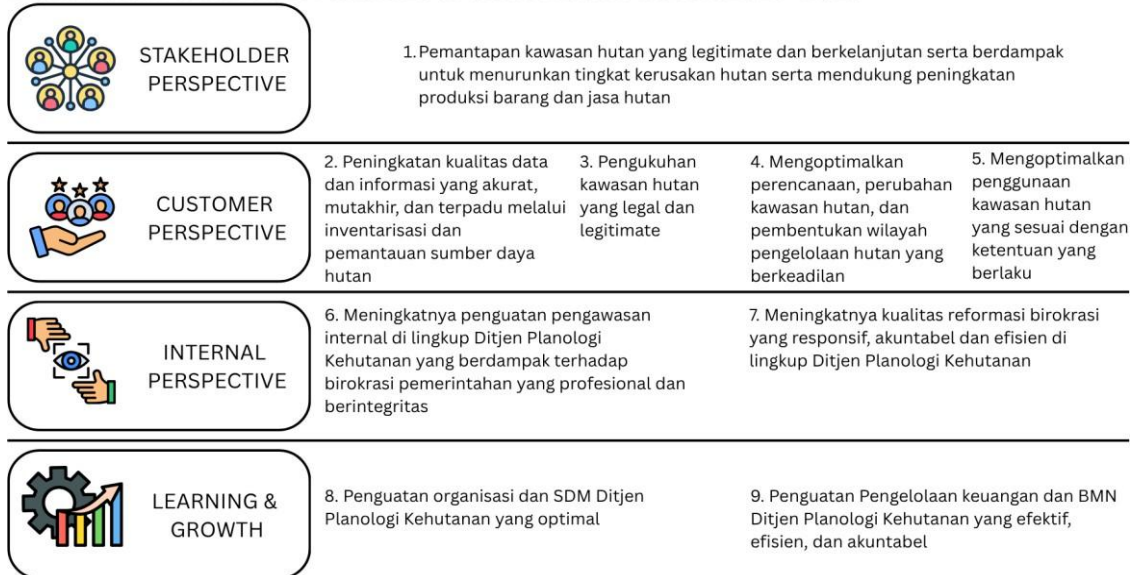 STAKEHOLDER
PERSPECTIVE
1. Pemantapan kawasan hutan yang legitimate dan berkelanjutan serta berdampak
untuk menurunkan tingkat kerusakan hutan serta mendukung peningkatan
produksi barang dan jasa hutan
CUSTOMER
PERSPECTIVE
2. Peningkatan kualitas data
dan informasi yang akurat,
mutakhir, dan terpadu melalui
inventarisasi dan
pemantauan sumber daya
hutan
3. Pengukuhan
kawasan hutan
yang legal dan
legitimate
4. Mengoptimalkan
perencanaan, perubahan
kawasan hutan, dan
pembentukan wilayah
pengelolaan hutan yang
berkeadilan
5. Mengoptimalkan
penggunaan
kawasan hutan
yang sesuai dengan
ketentuan yang
berlaku
INTERNAL
PERSPECTIVE
6. Meningkatnya penguatan pengawasan
internal di lingkup Ditjen Planologi
Kehutanan yang berdampak terhadap
birokrasi pemerintahan yang profesional dan
berintegritas
7. Meningkatnya kualitas reformasi birokrasi
yang responsif, akuntabel dan efisien di
lingkup Ditjen Planologi Kehutanan
LEARNING &
GROWTH
8. Penguatan organisasi dan SDM Ditjen
Planologi Kehutanan yang optimal
9. Penguatan Pengelolaan keuangan dan BMN
Ditjen Planologi Kehutanan yang efektif,
efisien, dan akuntabel